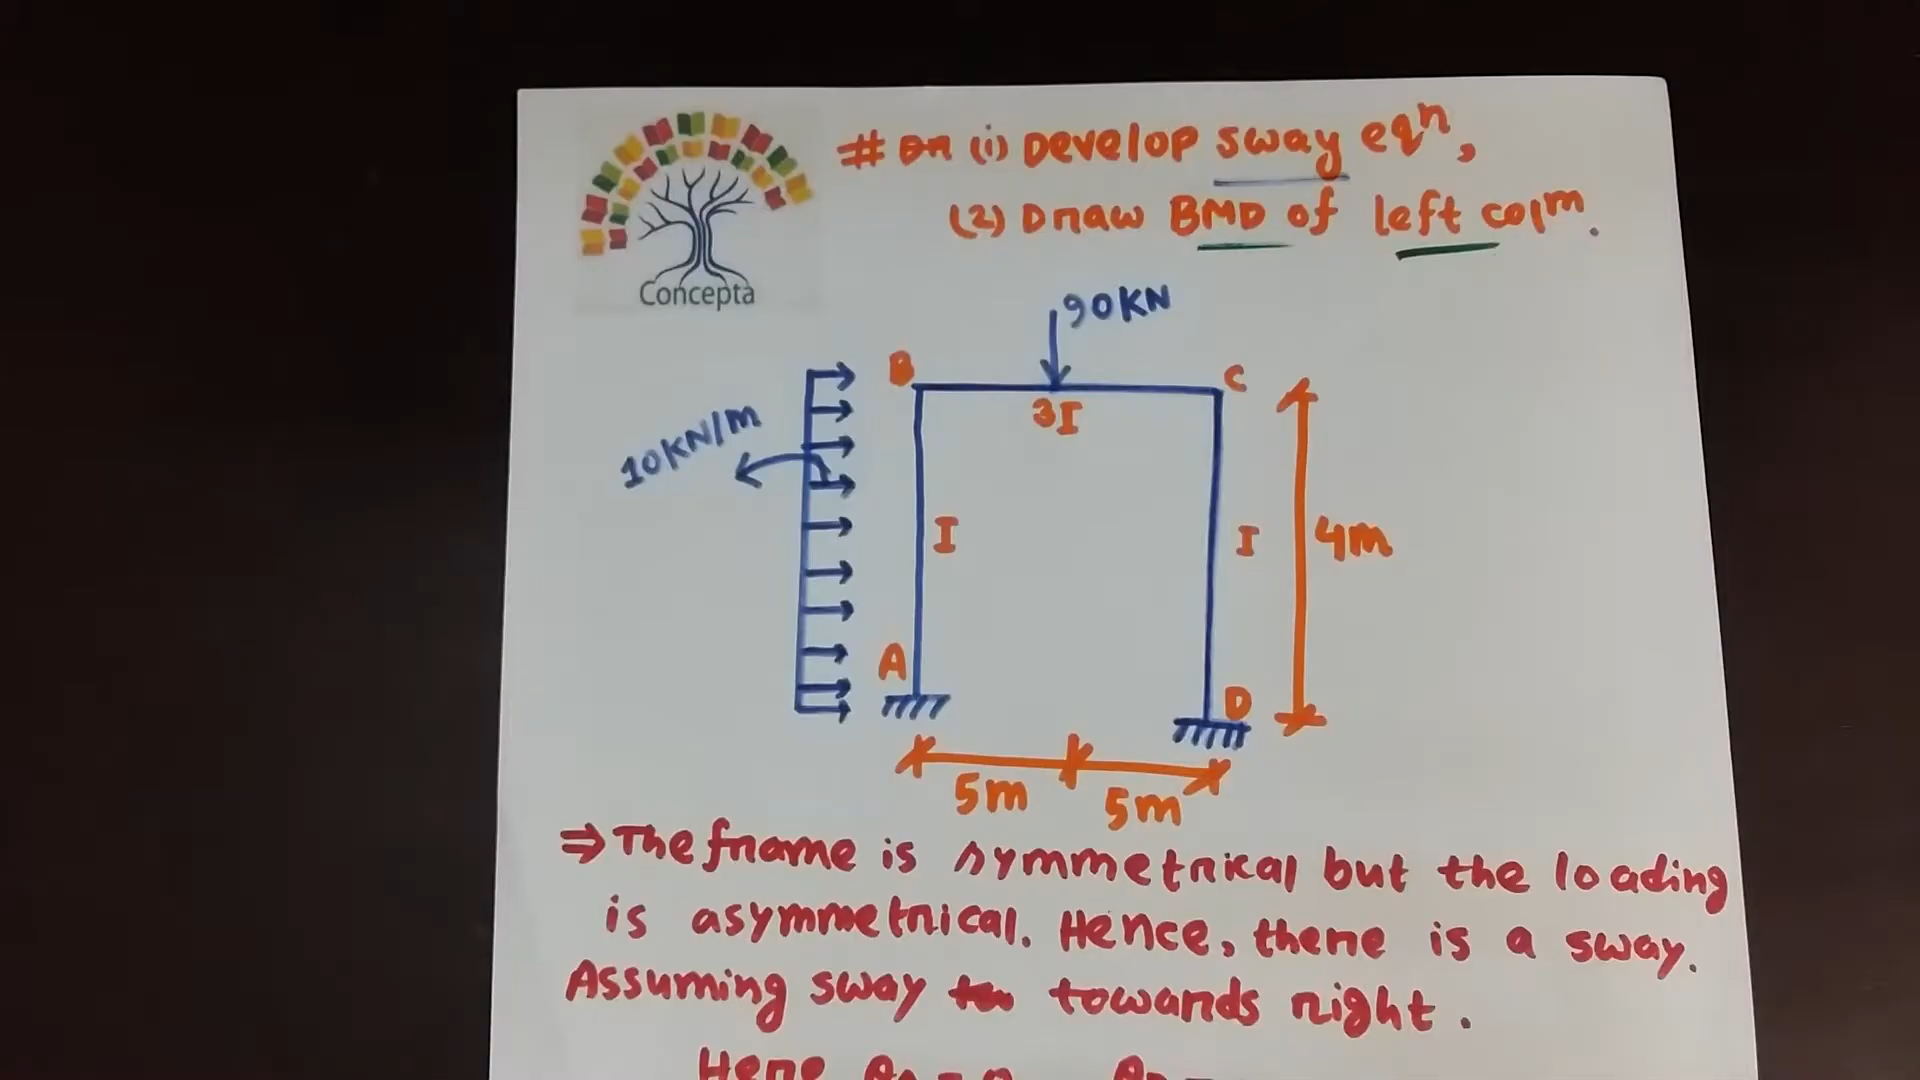 Concepta
# (i) Develop sway eqn,
(2) Draw BMD of left colm.
90KN
B
C
3I
10KN/m
I
I
4m
A
D
5m
5m
⇒ The frame is symmetrical but the loading
is asymmetrical. Hence, there is a sway.
Assuming sway towards right.
Here